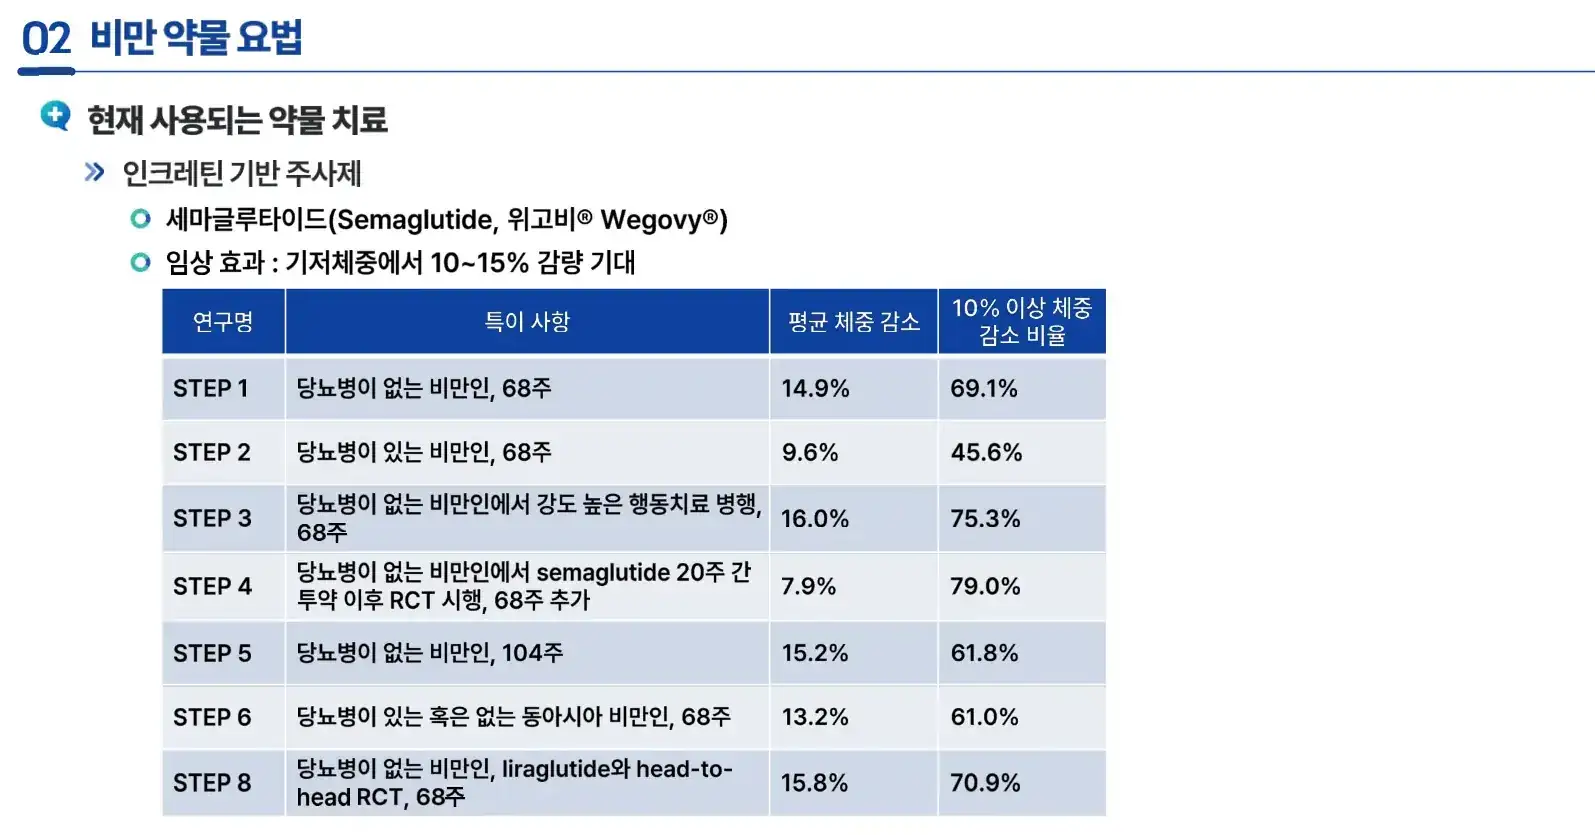 02 비만 약물 요법
현재 사용되는 약물 치료
인크레틴 기반 주사제
세마글루타이드(Semaglutide, 위고비® Wegovy®)
임상 효과 : 기저체중에서 10~15% 감량 기대
연구명 특이 사항 평균 체중 감소 10% 이상 체중
감소 비율
STEP 1 당뇨병이 없는 비만인, 68주 14.9% 69.1%
STEP 2 당뇨병이 있는 비만인, 68주 9.6% 45.6%
STEP 3 당뇨병이 없는 비만인에서 강도 높은 행동치료 병행,
68주 16.0% 75.3%
STEP 4 당뇨병이 없는 비만인에서 semaglutide 20주 간
투약 이후 RCT 시행, 68주 추가 7.9% 79.0%
STEP 5 당뇨병이 없는 비만인, 104주 15.2% 61.8%
STEP 6 당뇨병이 있는 혹은 없는 동아시아 비만인, 68주 13.2% 61.0%
STEP 8 당뇨병이 없는 비만인, liraglutide와 head-to-
head RCT, 68주 15.8% 70.9%